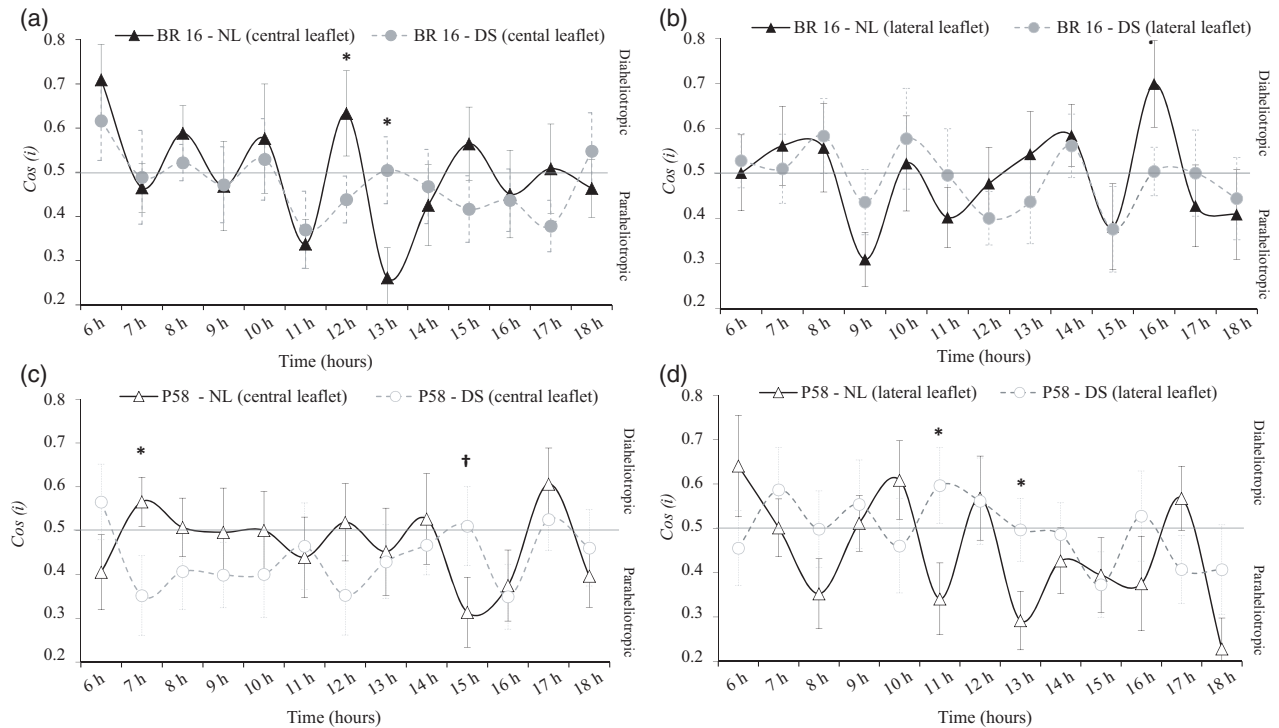 (a)
BR 16 - NL (central leaflet) BR 16 - DS (cental leaflet)
0.8
0.7
0.6
0.5
0.4
0.3
0.2
Cos (i)
* *
Diaheliotropic
Paraheliotropic
6 h 7 h 8 h 9 h 10 h 11 h 12 h 13 h 14 h 15 h 16 h 17 h 18 h
Time (hours)
(b)
BR 16 - NL (lateral leaflet) BR 16 - DS (lateral leaflet)
0.8
0.7
0.6
0.5
0.4
0.3
0.2
Cos (i)
Diaheliotropic
Paraheliotropic
6 h 7 h 8 h 9 h 10 h 11 h 12 h 13 h 14 h 15 h 16 h 17 h 18 h
Time (hours)
(c)
P58 - NL (central leaflet) P58 - DS (central leaflet)
0.8
0.7
0.6
0.5
0.4
0.3
0.2
Cos (i)
* †
Diaheliotropic
Paraheliotropic
6 h 7 h 8 h 9 h 10 h 11 h 12 h 13 h 14 h 15 h 16 h 17 h 18 h
Time (hours)
(d)
P58 - NL (lateral leaflet) P58 - DS (lateral leaflet)
0.8
0.7
0.6
0.5
0.4
0.3
0.2
Cos (i)
* *
Diaheliotropic
Paraheliotropic
6 h 7 h 8 h 9 h 10 h 11 h 12 h 13 h 14 h 15 h 16 h 17 h 18 h
Time (hours)